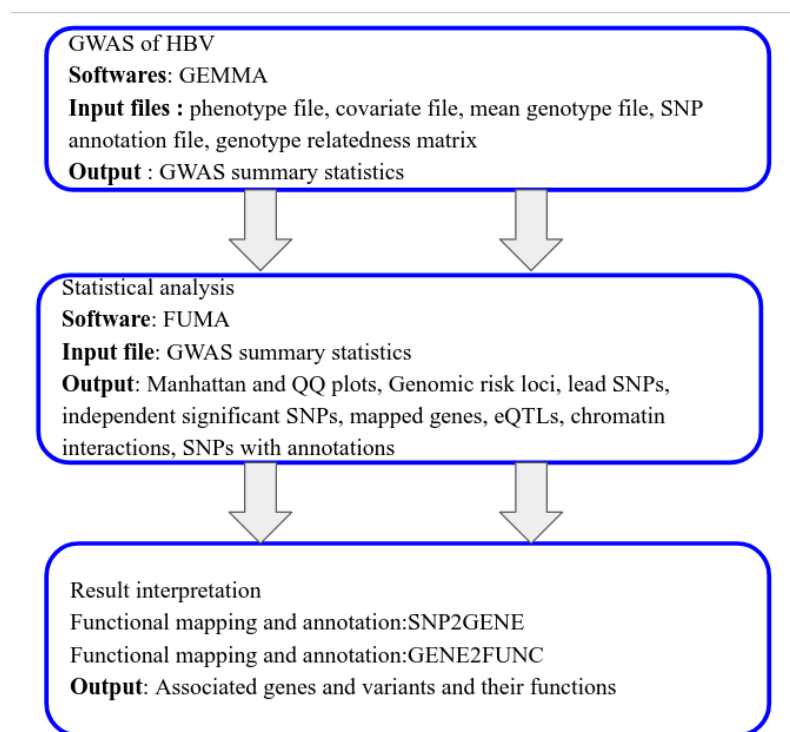 GWAS of HBV
Softwares: GEMMA
Input files : phenotype file, covariate file, mean genotype file, SNP
annotation file, genotype relatedness matrix
Output : GWAS summary statistics
Statistical analysis
Software: FUMA
Input file: GWAS summary statistics
Output: Manhattan and QQ plots, Genomic risk loci, lead SNPs,
independent significant SNPs, mapped genes, eQTLs, chromatin
interactions, SNPs with annotations
Result interpretation
Functional mapping and annotation:SNP2GENE
Functional mapping and annotation:GENE2FUNC
Output: Associated genes and variants and their functions